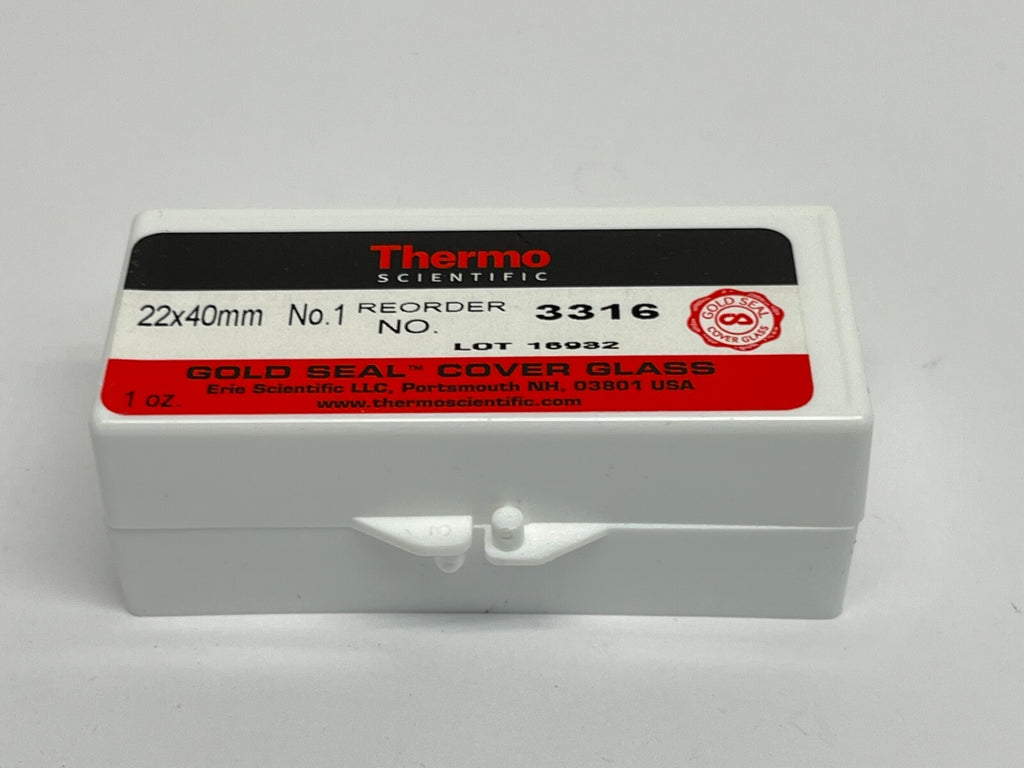 Thermo
SCIENTIFIC
22x40mm No.1 REORDER NO. 3316
LOT 16932
GOLD SEAL COVER GLASS
GOLD SEAL™ COVER GLASS
Erie Scientific LLC, Portsmouth NH, 03801 USA
1 oz.
www.thermoscientific.com